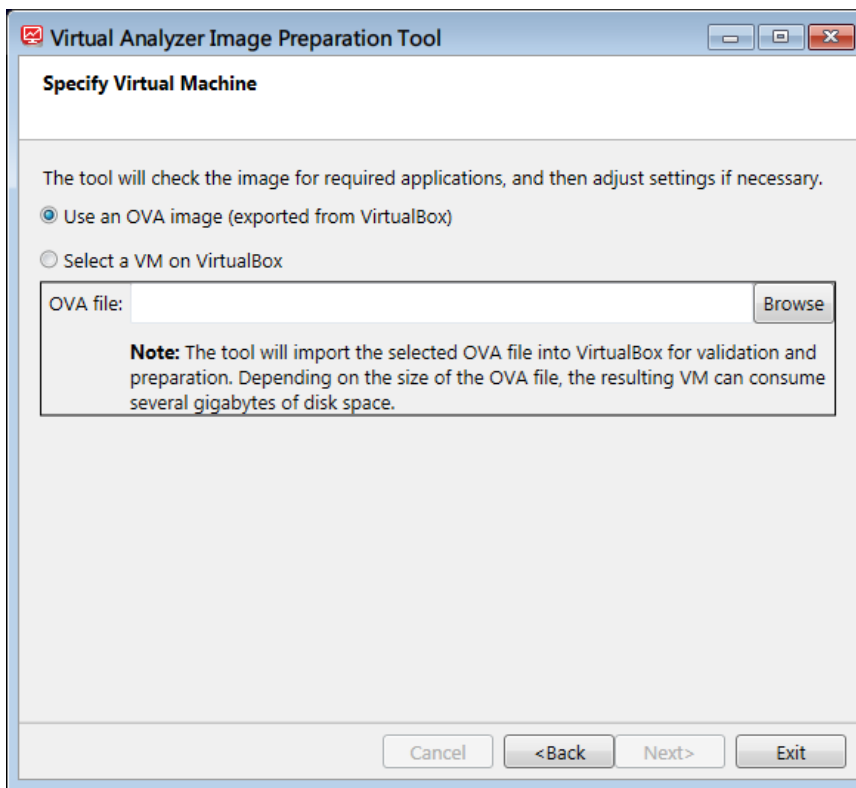 Virtual Analyzer Image Preparation Tool
Specify Virtual Machine
The tool will check the image for required applications, and then adjust settings if necessary.
Use an OVA image (exported from VirtualBox)
Select a VM on VirtualBox
OVA file:
Browse
Note: The tool will import the selected OVA file into VirtualBox for validation and
preparation. Depending on the size of the OVA file, the resulting VM can consume
several gigabytes of disk space.
Cancel
<Back
Next>
Exit